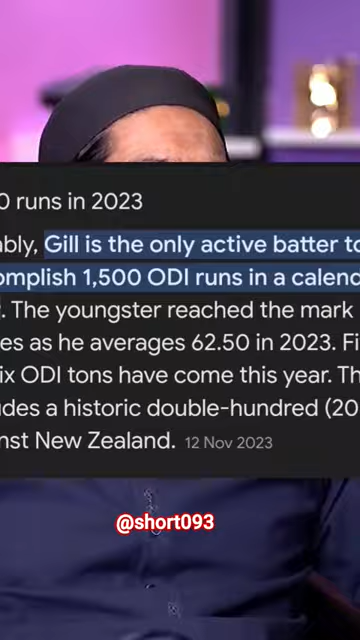 0 runs in 2023
ably, Gill is the only active batter to
omplish 1,500 ODI runs in a calend
. The youngster reached the mark
es as he averages 62.50 in 2023. Fi
ix ODI tons have come this year. Th
udes a historic double-hundred (20
nst New Zealand. 12 Nov 2023
@short093